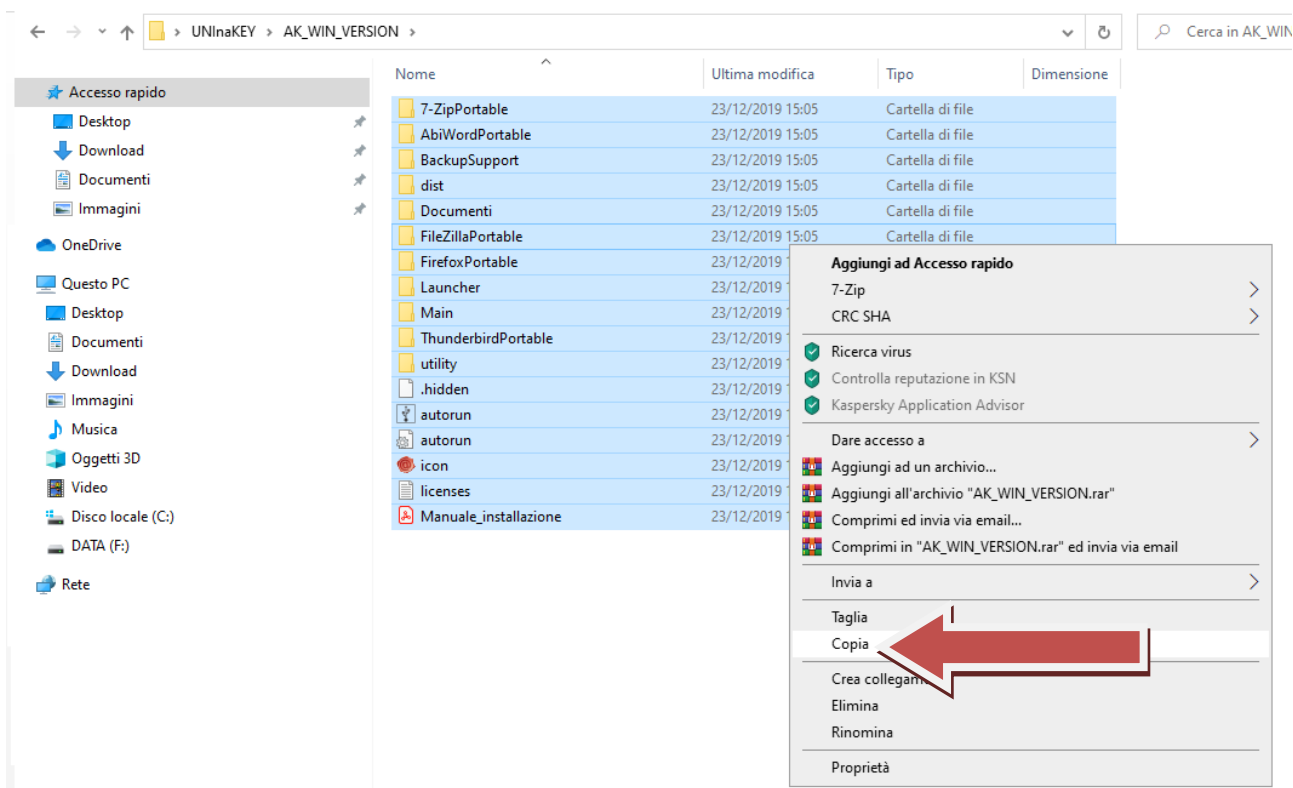 UNInaKEY > AK_WIN_VERSION >
Cerca in AK_WIN
Nome Ultima modifica Tipo Dimensione
Accesso rapido
Desktop
Download
Documenti
Immagini
OneDrive
Questo PC
Desktop
Documenti
Download
Immagini
Musica
Oggetti 3D
Video
Disco locale (C:)
DATA (F:)
Rete
7-ZipPortable 23/12/2019 15:05 Cartella di file
AbiWordPortable 23/12/2019 15:05 Cartella di file
BackupSupport 23/12/2019 15:05 Cartella di file
dist 23/12/2019 15:05 Cartella di file
Documenti 23/12/2019 15:05 Cartella di file
FileZillaPortable 23/12/2019 15:05 Cartella di file
FirefoxPortable 23/12/2019
Launcher 23/12/2019
Main 23/12/2019
ThunderbirdPortable 23/12/2019
utility 23/12/2019
.hidden 23/12/2019
autorun 23/12/2019
autorun 23/12/2019
icon 23/12/2019
licenses 23/12/2019
Manuale_installazione 23/12/2019
Aggiungi ad Accesso rapido
7-Zip
CRC SHA
Ricerca virus
Controlla reputazione in KSN
Kaspersky Application Advisor
Dare accesso a
Aggiungi ad un archivio...
Aggiungi all'archivio "AK_WIN_VERSION.rar"
Comprimi ed invia via email...
Comprimi in "AK_WIN_VERSION.rar" ed invia via email
Invia a
Taglia
Copia
Crea
Elimina
Rinomina
Proprietà